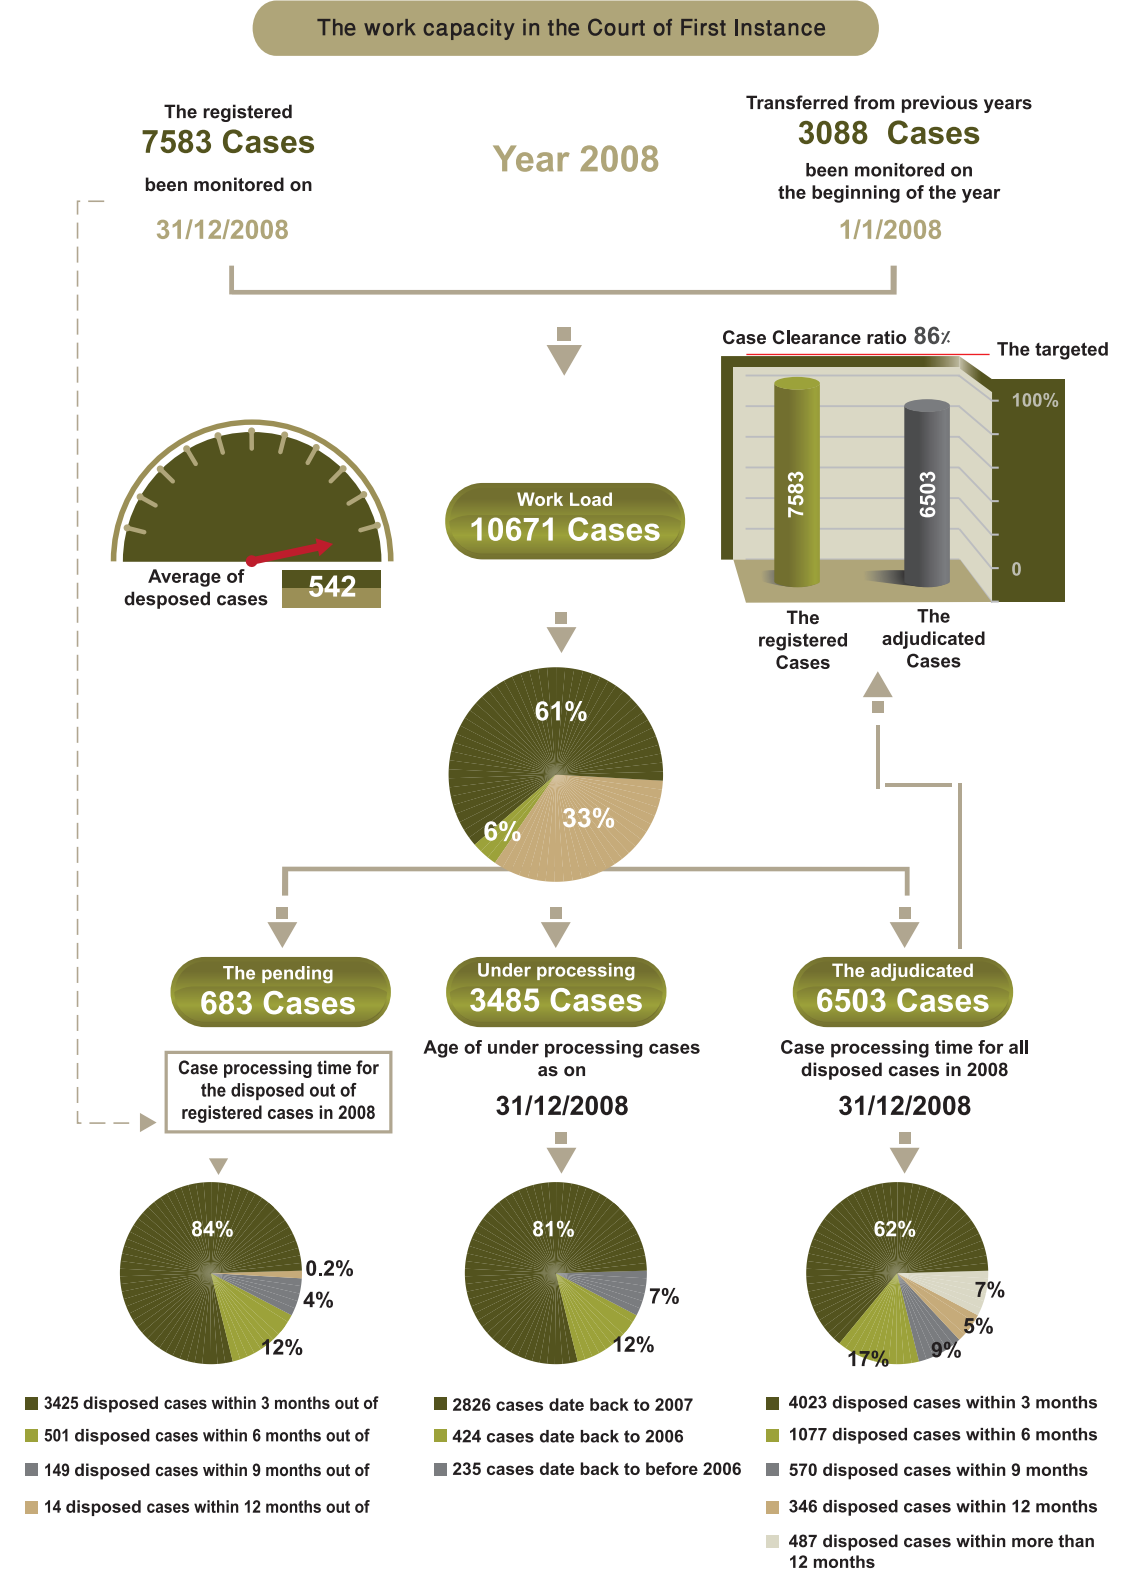 The work capacity in the Court of First Instance
The registered
7583 Cases
been monitored on
31/12/2008
Year 2008
Transferred from previous years
3088 Cases
been monitored on
the beginning of the year
1/1/2008
Case Clearance ratio 86٪
The targeted
100%
0
7583
6503
The
registered
Cases
The
adjudicated
Cases
Work Load
10671 Cases
Average of
desposed cases
542
61%
33%
6%
The pending
683 Cases
Under processing
3485 Cases
The adjudicated
6503 Cases
Case processing time for
the disposed out of
registered cases in 2008
Age of under processing cases
as on
31/12/2008
Case processing time for all
disposed cases in 2008
31/12/2008
84%
0.2%
4%
12%
81%
7%
12%
62%
7%
5%
9%
17%
3425 disposed cases within 3 months out of
501 disposed cases within 6 months out of
149 disposed cases within 9 months out of
14 disposed cases within 12 months out of
2826 cases date back to 2007
424 cases date back to 2006
235 cases date back to before 2006
4023 disposed cases within 3 months
1077 disposed cases within 6 months
570 disposed cases within 9 months
346 disposed cases within 12 months
487 disposed cases within more than
12 months